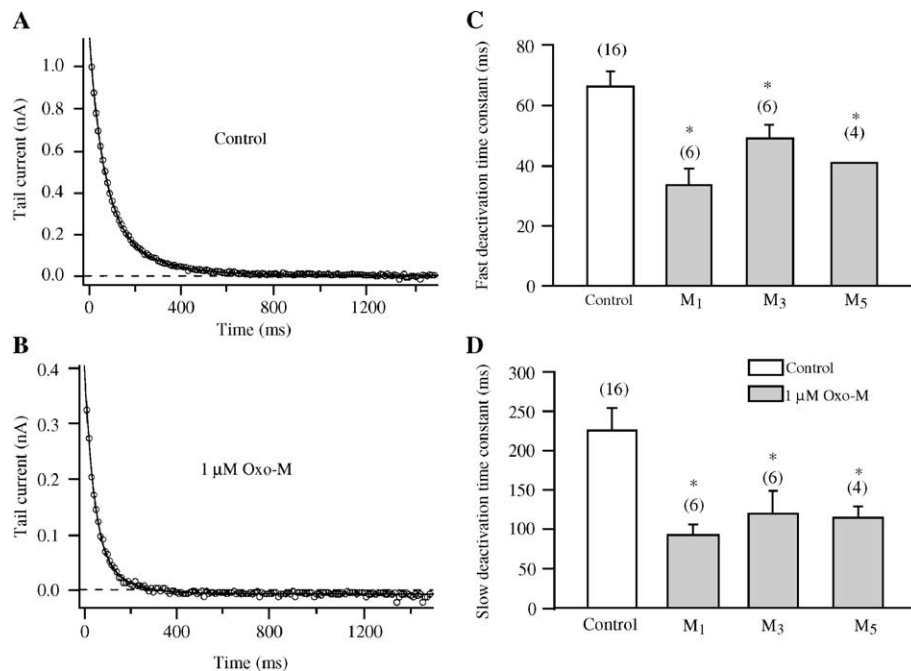 A
Tail current (nA)
1.0
0.8
0.6
0.4
0.2
0.0
Control
0
400
800
1200
Time (ms)
B
Tail current (nA)
0.4
0.3
0.2
0.1
0.0
1 μM Oxo-M
0
400
800
1200
Time (ms)
C
Fast deactivation time constant (ms)
80
60
40
20
0
(16)
*
(6)
*
(6)
*
(4)
Control
M1
M3
M5
D
Slow deactivation time constant (ms)
300
250
200
150
100
50
0
Control
1 μM Oxo-M
(16)
*
(6)
*
(6)
*
(4)
Control
M1
M3
M5